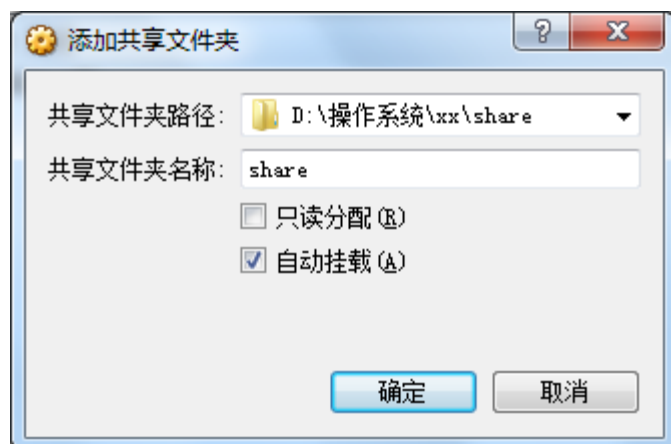 添加共享文件夹
共享文件夹路径: D:\操作系统\xx\share
共享文件夹名称: share
只读分配(R)
自动挂载(A)
确定 取消